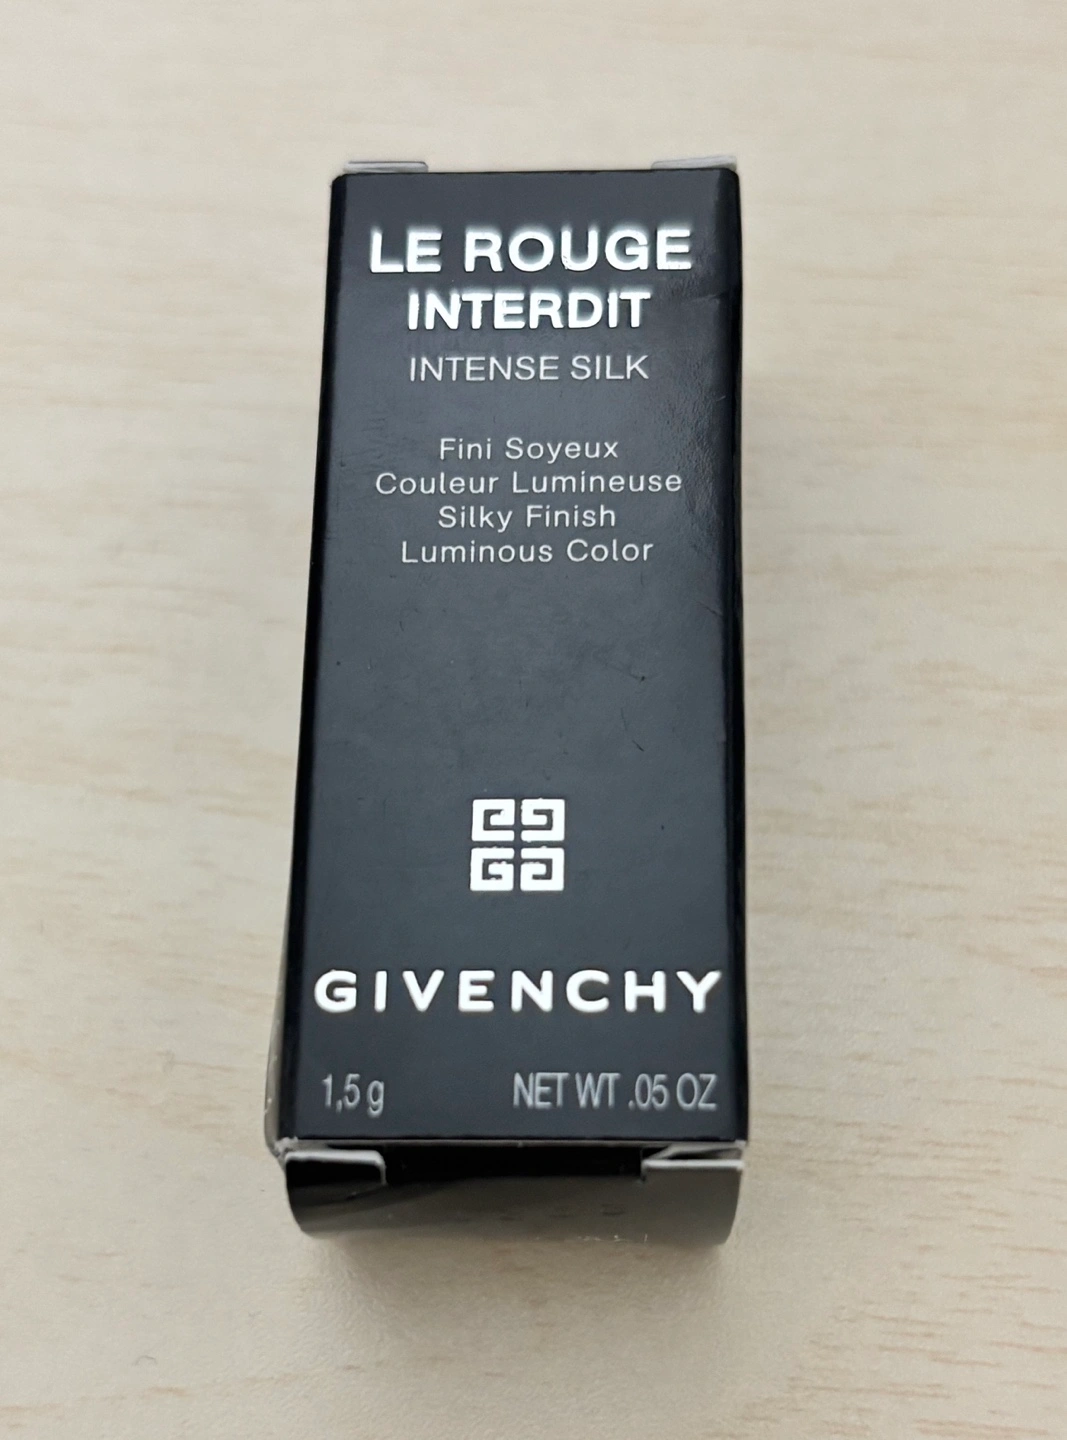 LE ROUGE
INTERDIT
INTENSE SILK
Fini Soyeux
Couleur Lumineuse
Silky Finish
Luminous Color
GIVENCHY
1,5 g NET WT .05 OZ